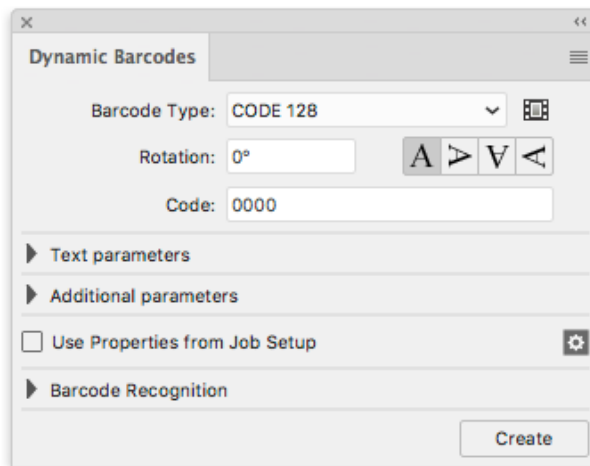 Dynamic Barcodes
Barcode Type: CODE 128
Rotation: 0° A A A A
Code: 0000
Text parameters
Additional parameters
Use Properties from Job Setup
Barcode Recognition
Create